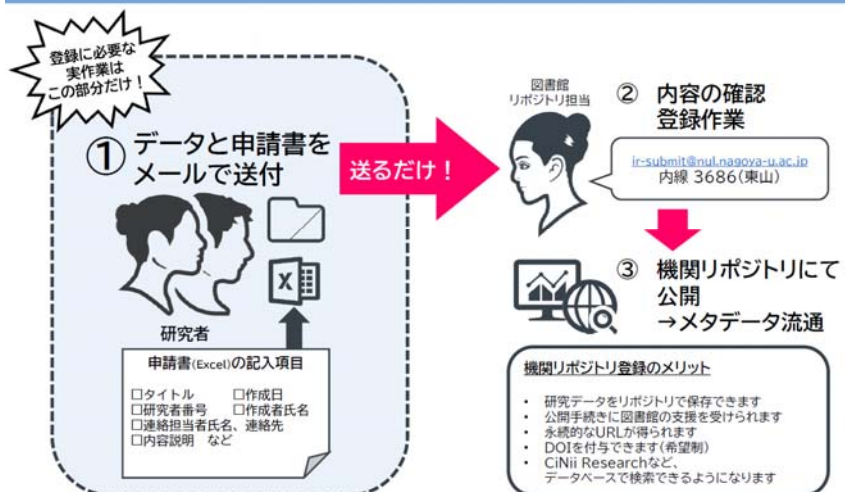 登録に必要な
実作業は
この部分だけ！
① データと申請書を
メールで送付
研究者
X
申請書(Excel)の記入項目
□タイトル □作成日
□研究者番号 □作成者氏名
□連絡担当者氏名、連絡先
□内容説明 など
送るだけ！
図書館
リポジトリ担当
② 内容の確認
登録作業
ir-submit@nul.nagoya-u.ac.jp
内線 3686(東山)
③ 機関リポジトリにて
公開
→メタデータ流通
機関リポジトリ登録のメリット
・ 研究データをリポジトリで保存できます
・ 公開手続きに図書館の支援を受けられます
・ 永続的なURLが得られます
・ DOIを付与できます(希望制)
・ CiNii Researchなど、
データベースで検索できるようになります